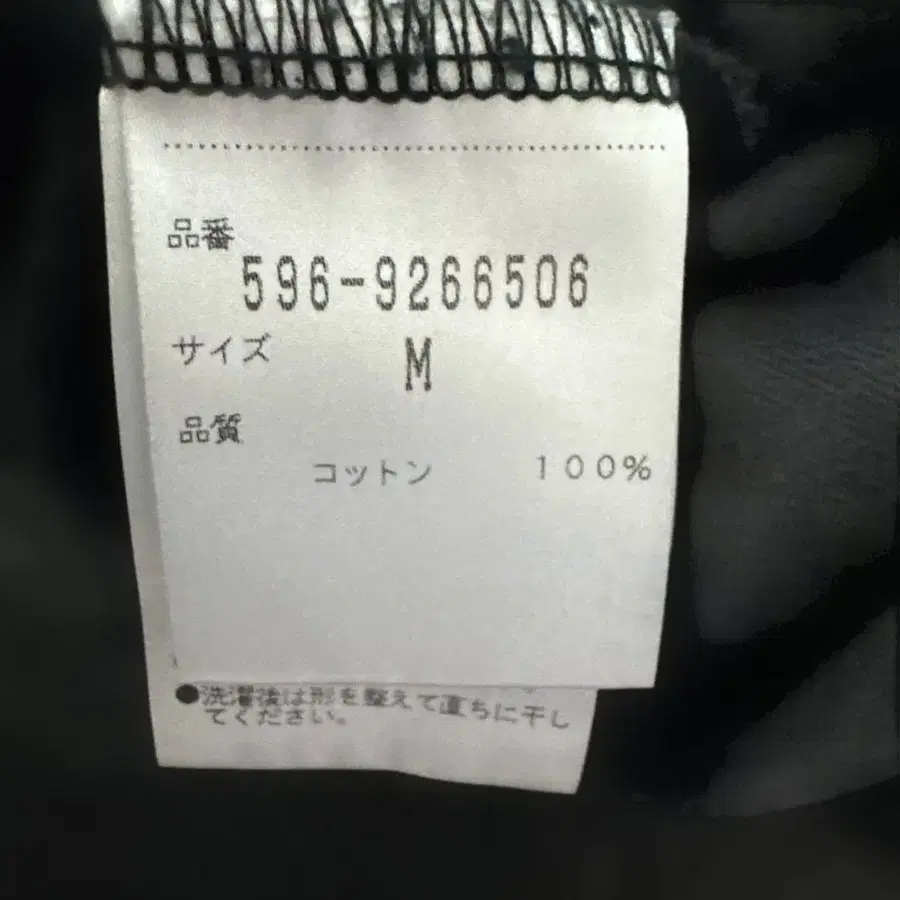 品番
596-9266506
サイズ M
品質
コットン 100%
●洗濯後は形を整えて直ちに干し
てください。